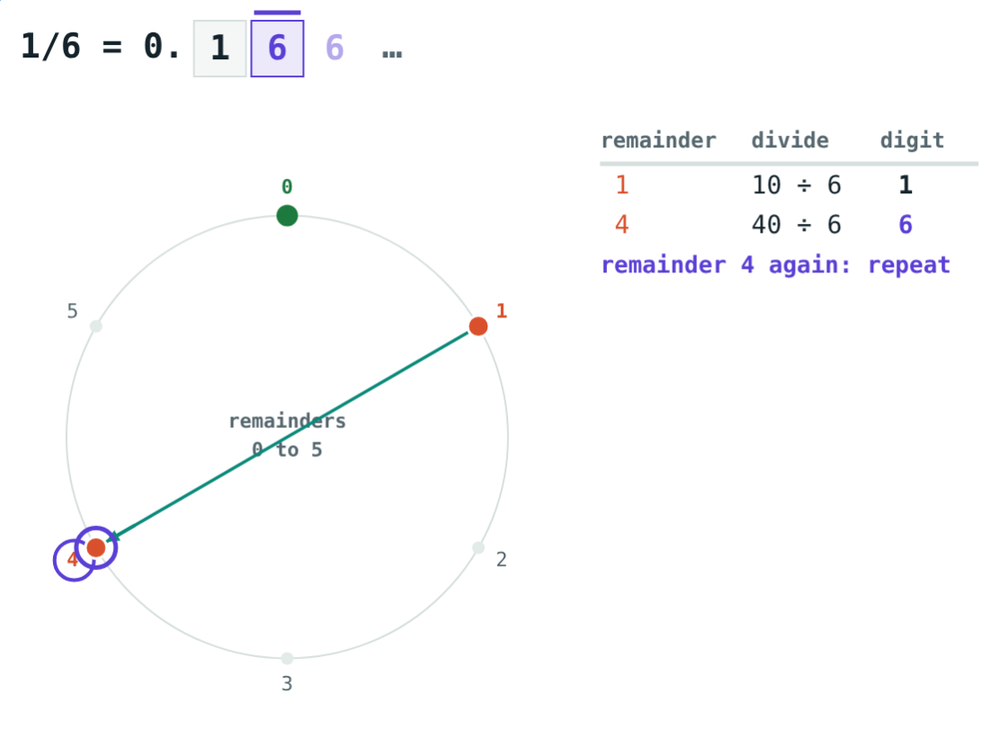 1/6 = 0. 1 6 6 …
remainder divide digit
1 10 ÷ 6 1
4 40 ÷ 6 6
remainder 4 again: repeat
0
5
1
remainders
0 to 5
4
2
3